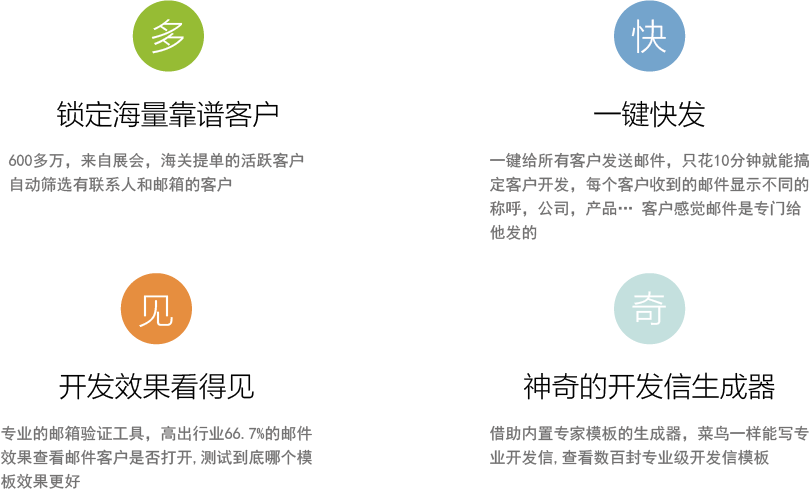 多
锁定海量靠谱客户
600多万，来自展会，海关提单的活跃客户
自动筛选有联系人和邮箱的客户
快
一键快发
一键给所有客户发送邮件，只花10分钟就能搞
定客户开发，每个客户收到的邮件显示不同的
称呼，公司，产品… 客户感觉邮件是专门给
他发的
见
开发效果看得见
专业的邮箱验证工具，高出行业66.7%的邮件
效果查看邮件客户是否打开,测试到底哪个模
板效果更好
奇
神奇的开发信生成器
借助内置专家模板的生成器，菜鸟一样能写专
业开发信,查看数百封专业级开发信模板